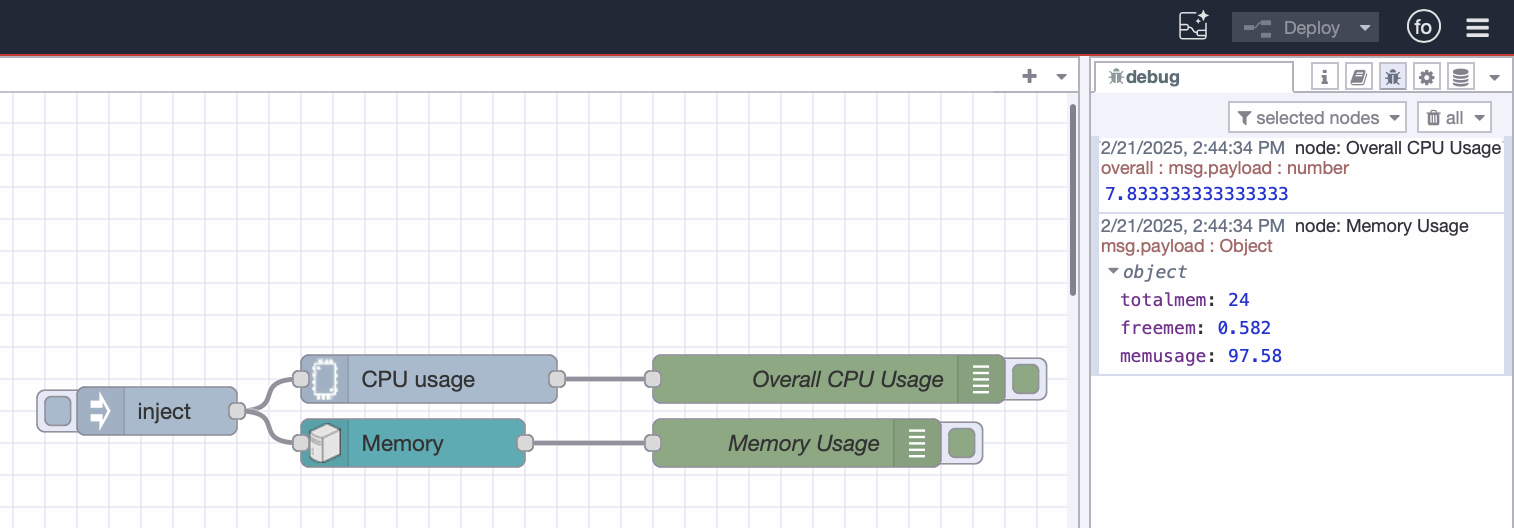 Deploy
fo
debug
selected nodes
all
2/21/2025, 2:44:34 PM node: Overall CPU Usage
overall : msg.payload : number
7.833333333333333
2/21/2025, 2:44:34 PM node: Memory Usage
msg.payload : Object
object
totalmem: 24
freemem: 0.582
memusage: 97.58
CPU usage
Overall CPU Usage
inject
Memory
Memory Usage